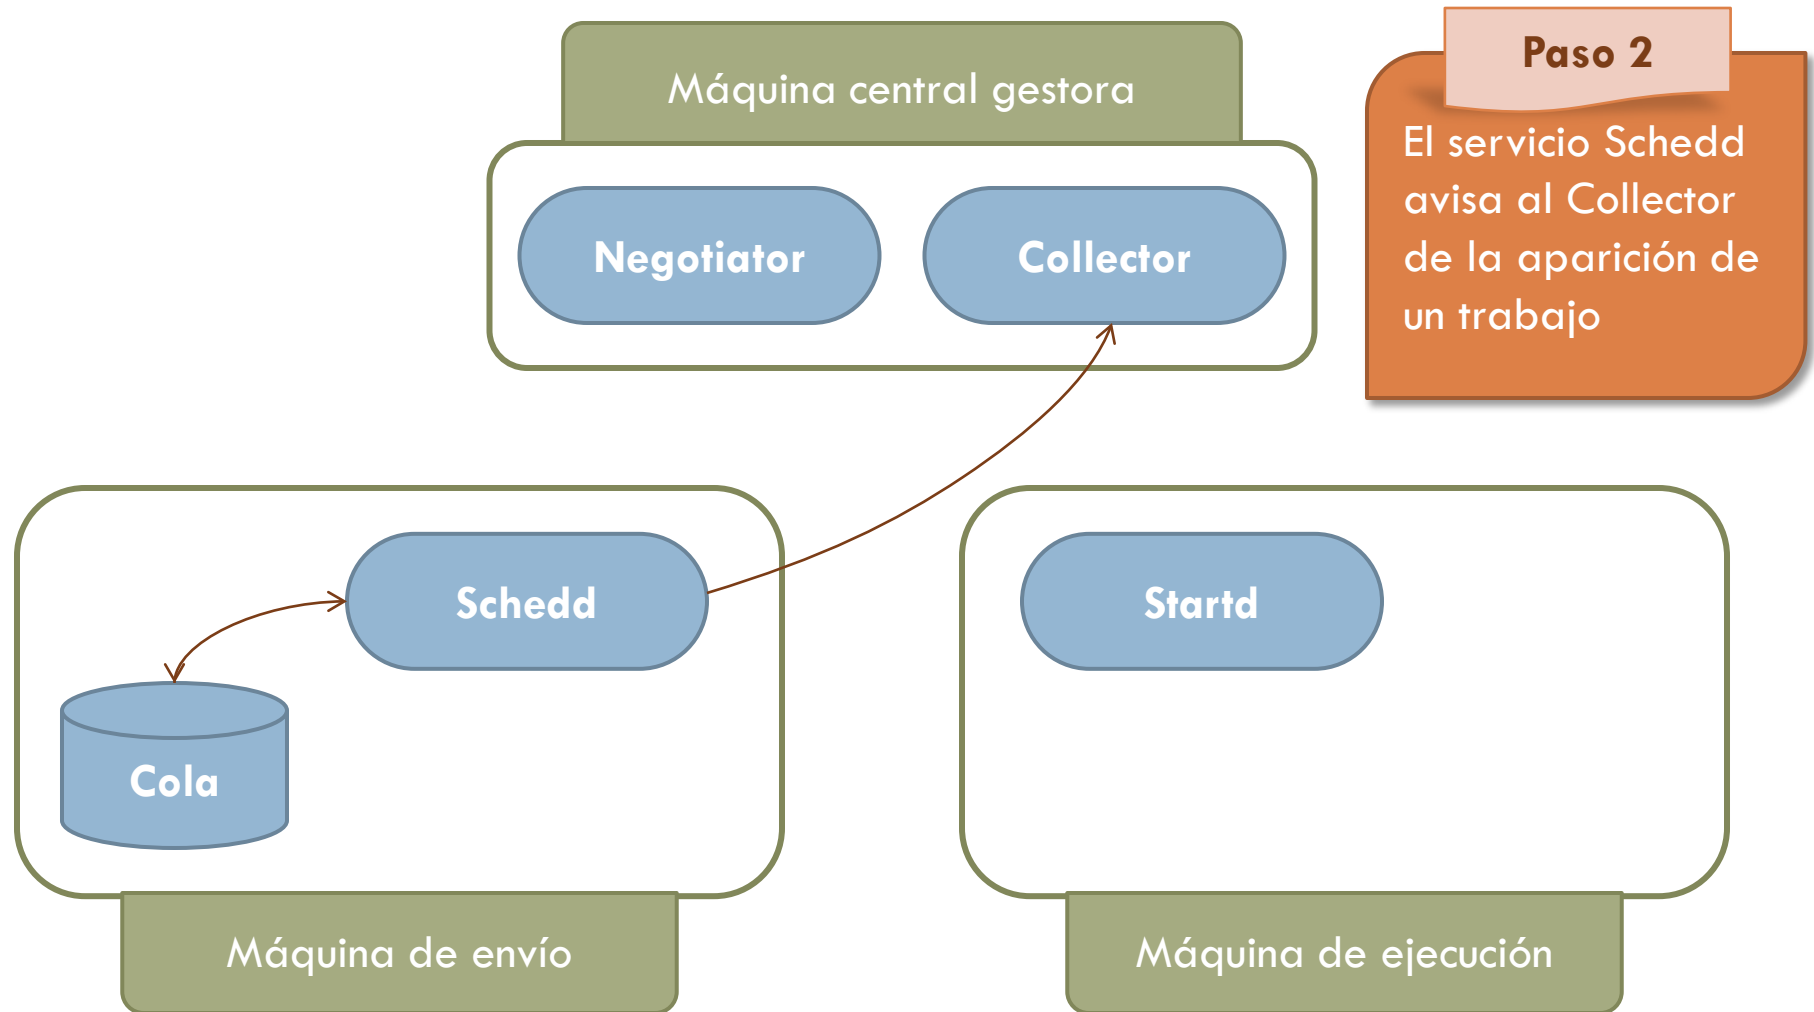 Máquina central gestora
Negotiator
Collector
Paso 2
El servicio Schedd
avisa al Collector
de la aparición de
un trabajo
Schedd
Cola
Máquina de envío
Startd
Máquina de ejecución